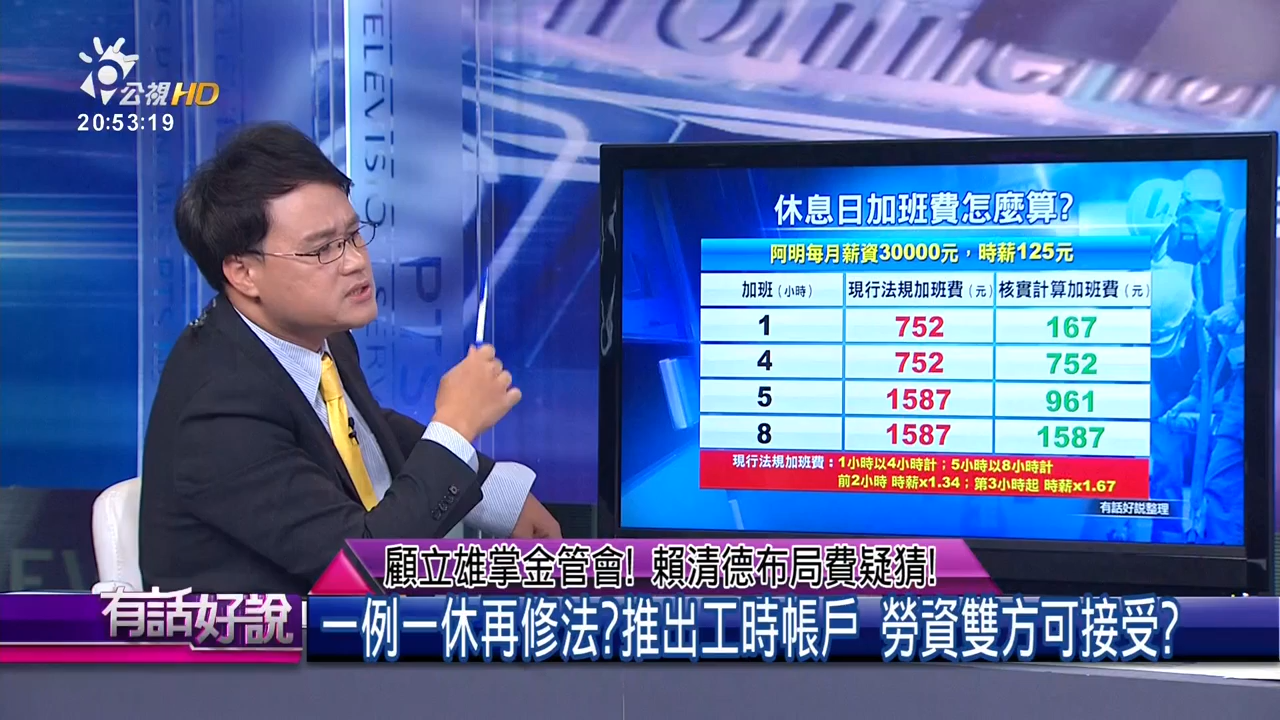 公視HD
20:53:19
TELEVISIO
PTS
休息日加班費怎麼算?
阿明每月薪資30000元，時薪125元
加班（小時） 現行法規加班費（元） 核實計算加班費（元）
1 752 167
4 752 752
5 1587 961
8 1587 1587
現行法規加班費：1小時以4小時計；5小時以8小時計
前2小時 時薪x1.34；第3小時起 時薪x1.67
有話好說整理
顧立雄掌金管會! 賴清德布局費疑猜!
有話好說
一例一休再修法?推出工時帳戶 勞資雙方可接受?